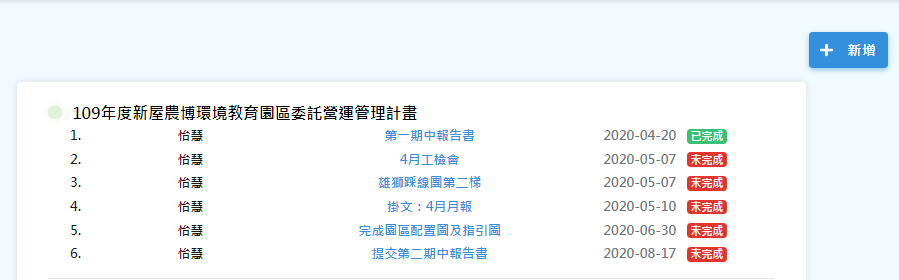 + 新增
109年度新屋農博環境教育園區委託營運管理計畫
1. 怡慧 第一期中報告書 2020-04-20 已完成
2. 怡慧 4月工檢會 2020-05-07 未完成
3. 怡慧 雄獅踩線團第二梯 2020-05-07 未完成
4. 怡慧 掛文：4月月報 2020-05-10 未完成
5. 怡慧 完成園區配置圖及指引圖 2020-06-30 未完成
6. 怡慧 提交第二期中報告書 2020-08-17 未完成